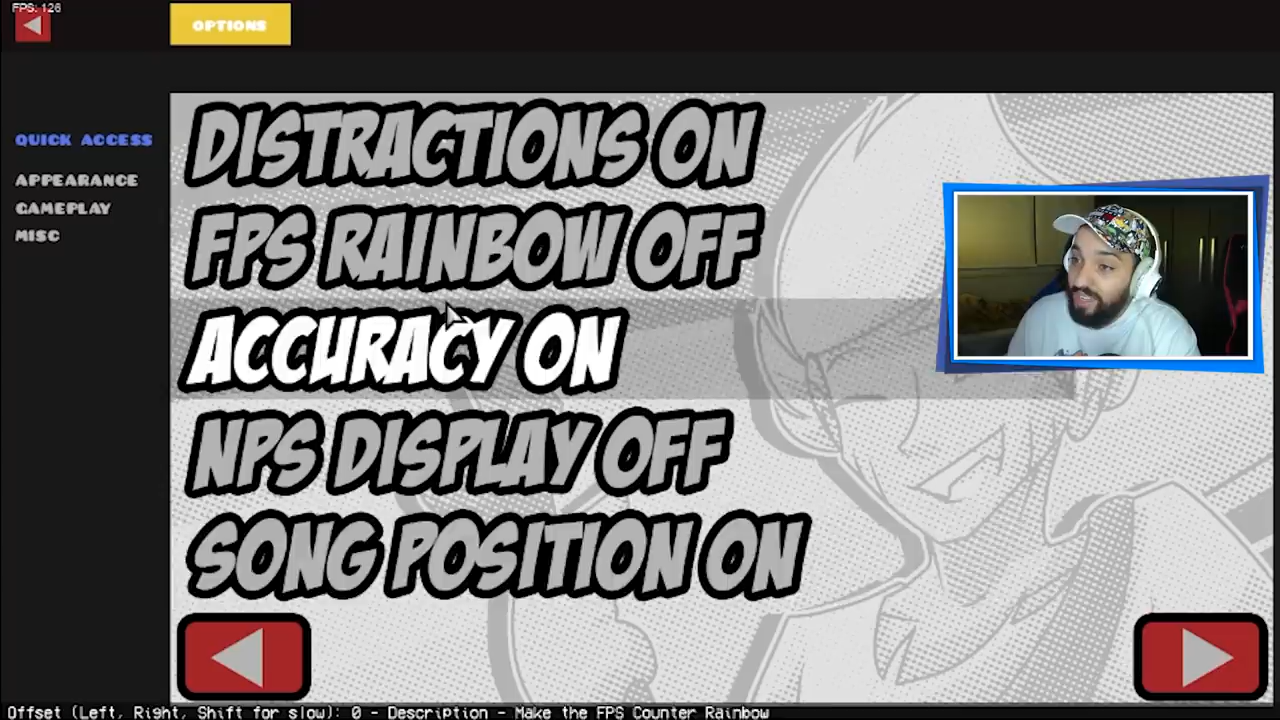 FPS: 126
OPTIONS
QUICK ACCESS
APPEARANCE
GAMEPLAY
MISC
DISTRACTIONS ON
FPS RAINBOW OFF
ACCURACY ON
NPS DISPLAY OFF
SONG POSITION ON
Offset (Left, Right, Shift for slow): 0 - Description - Make the FPS Counter Rainbow